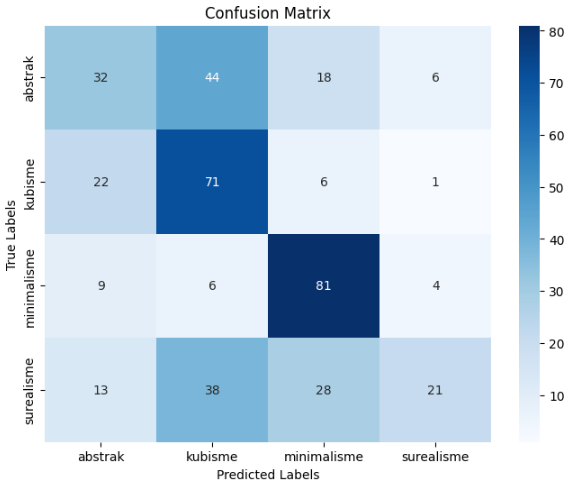 Confusion Matrix
True Labels
abstrak 32 44 18 6
kubisme 22 71 6 1
minimalisme 9 6 81 4
surealisme 13 38 28 21
abstrak kubisme minimalisme surealisme
Predicted Labels
80
70
60
50
40
30
20
10